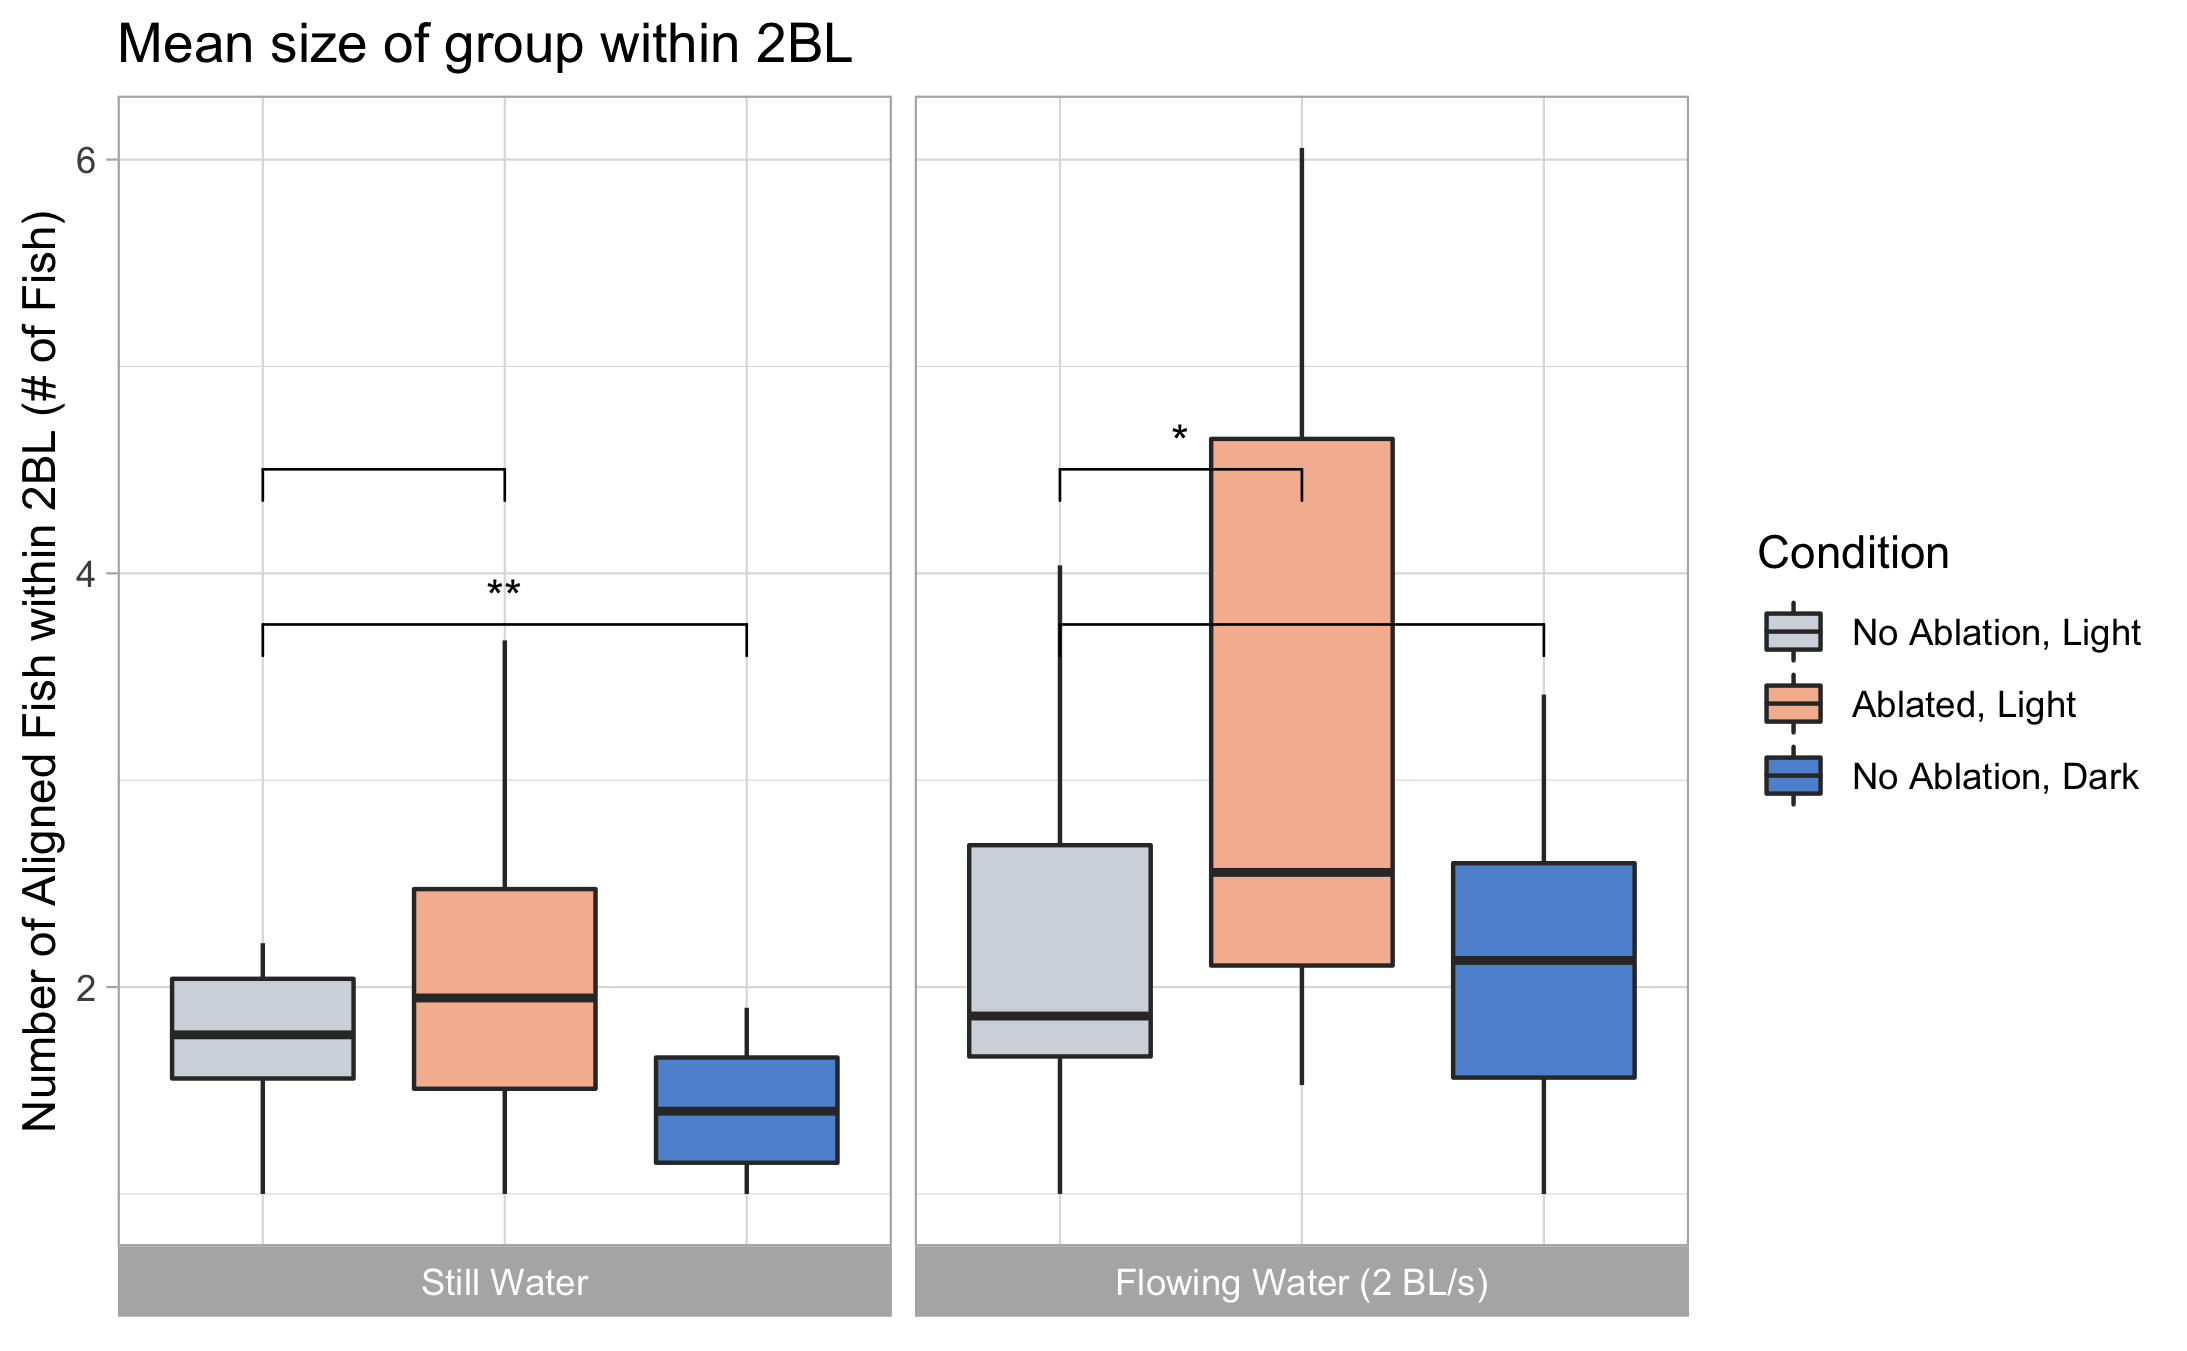 Mean size of group within 2BL
Number of Aligned Fish within 2BL (# of Fish)
6
4
2
**
*
Still Water
Flowing Water (2 BL/s)
Condition
No Ablation, Light
Ablated, Light
No Ablation, Dark